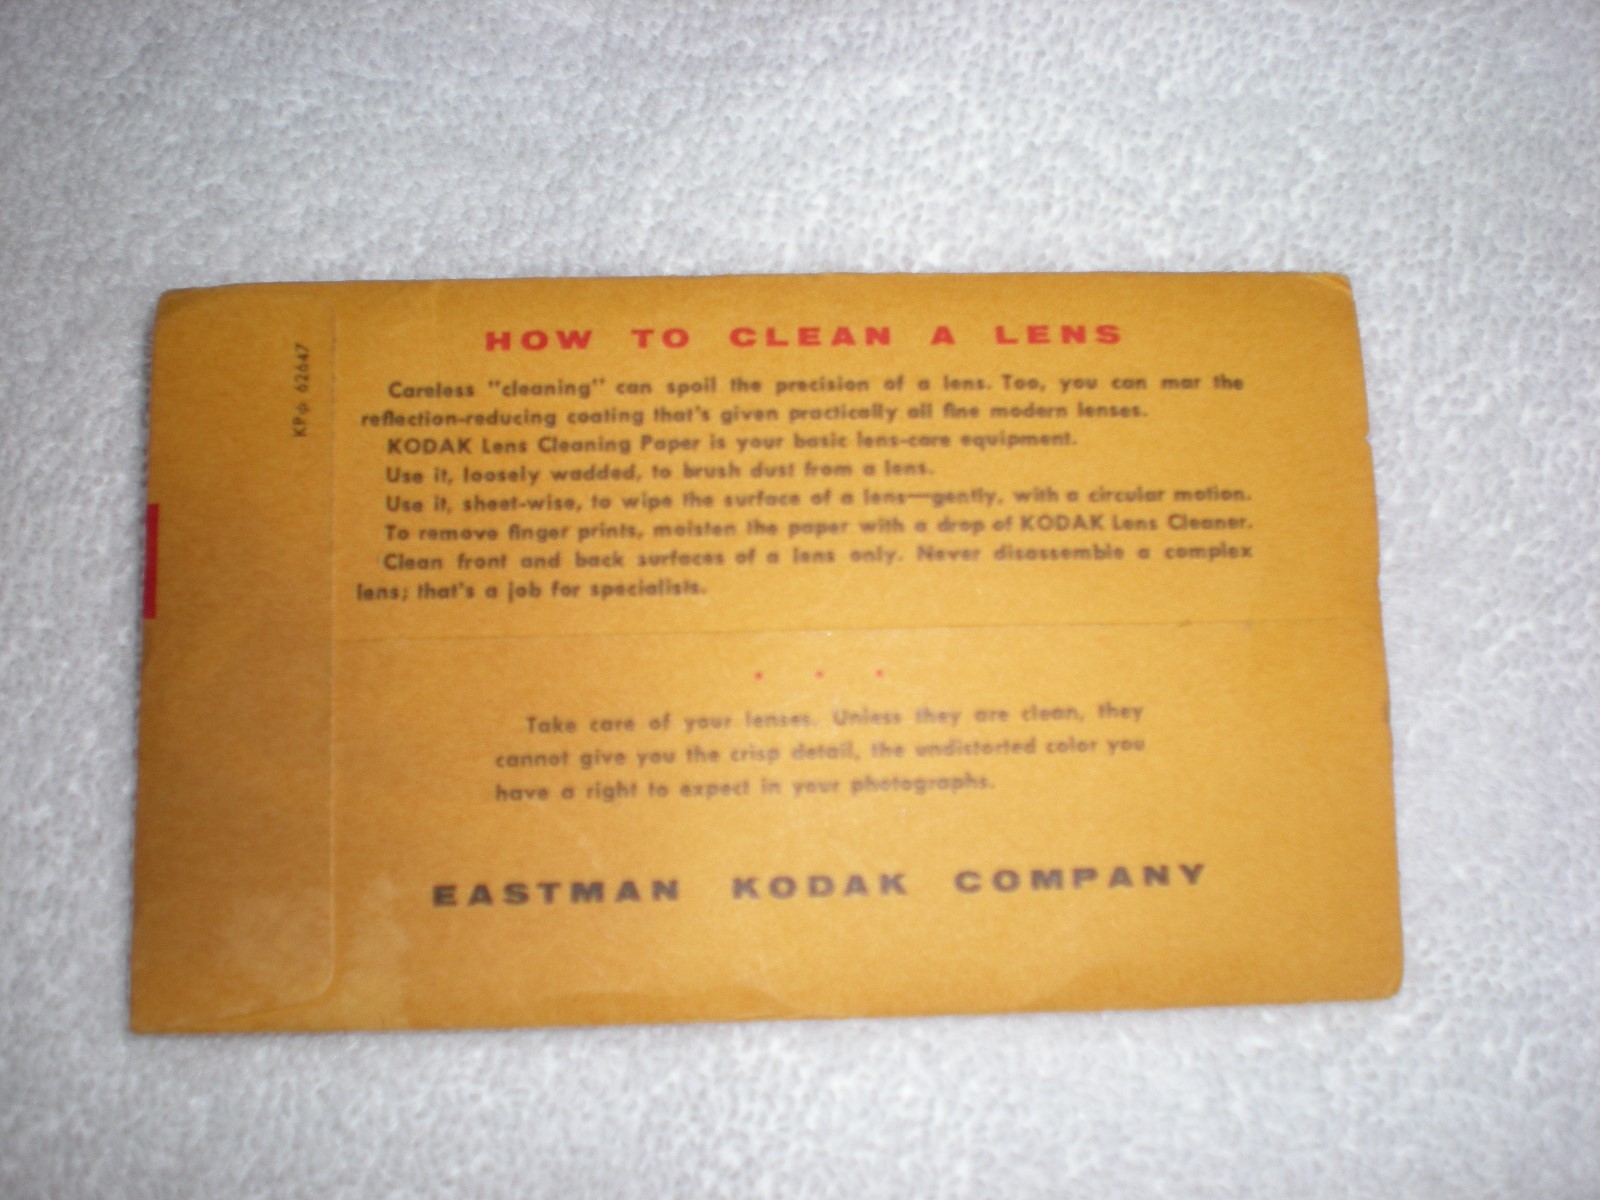 HOW TO CLEAN A LENS
Careless "cleaning" can spoil the precision of a lens. Too, you can mar the
reflection-reducing coating that's given practically all fine modern lenses.
KODAK Lens Cleaning Paper is your basic lens-care equipment.
Use it, loosely wadded, to brush dust from a lens.
Use it, sheet-wise, to wipe the surface of a lens—gently, with a circular motion.
To remove finger prints, moisten the paper with a drop of KODAK Lens Cleaner.
Clean front and back surfaces of a lens only. Never disassemble a complex
lens; that's a job for specialists.
. . .
Take care of your lenses. Unless they are clean, they
cannot give you the crisp detail, the undistorted color you
have a right to expect in your photographs.
EASTMAN KODAK COMPANY
KPφ 62647